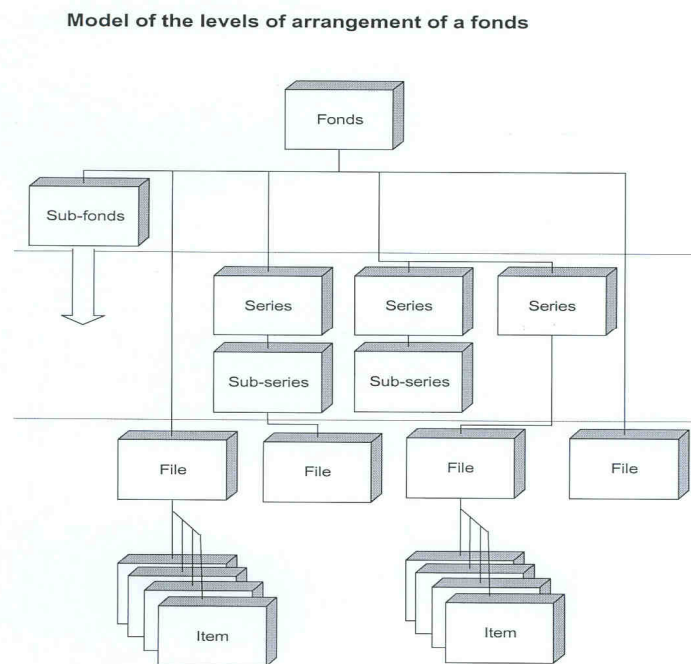 Model of the levels of arrangement of a fonds
Fonds
Sub-fonds
Series
Series
Series
Sub-series
Sub-series
File
File
File
File
Item
Item